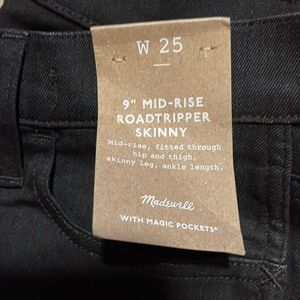 W 25
9" MID-RISE
ROADTRIPPER
SKINNY
Mid-rise, fitted through
hip and thigh,
skinny leg, ankle length.
Madewell
WITH MAGIC POCKETS*